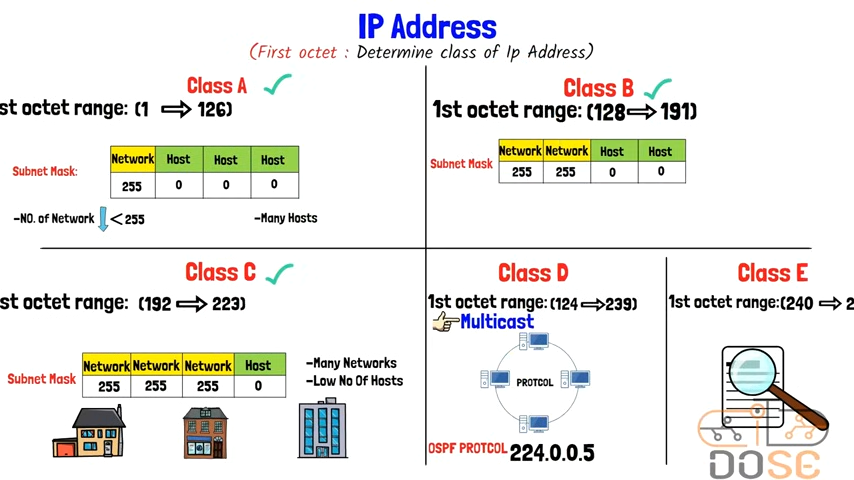 IP Address
(First octet : Determine class of Ip Address)
Class A
st octet range: (1 ⇨ 126)
Subnet Mask:
Network Host Host Host
255 0 0 0
-NO. of Network < 255
-Many Hosts
Class B
1st octet range: (128 ⇨ 191)
Subnet Mask
Network Network Host Host
255 255 0 0
Class C
st octet range: (192 ⇨ 223)
Subnet Mask
Network Network Network Host
255 255 255 0
-Many Networks
-Low No Of Hosts
Class D
1st octet range: (124 ⇨ 239)
Multicast
PROTCOL
OSPF PROTCOL 224.0.0.5
Class E
1st octet range:(240 ⇨ 2
DOSE